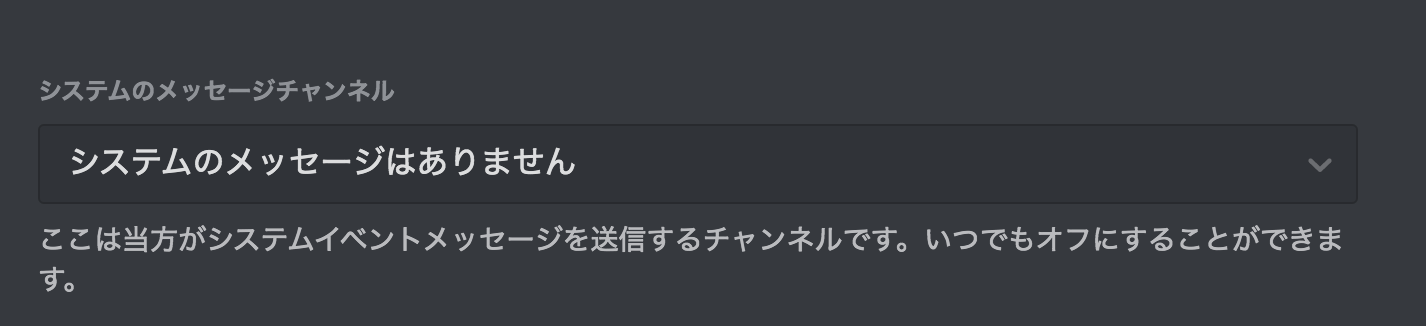 システムのメッセージチャンネル
システムのメッセージはありません
ここは当方がシステムイベントメッセージを送信するチャンネルです。いつでもオフにすることができま
す。